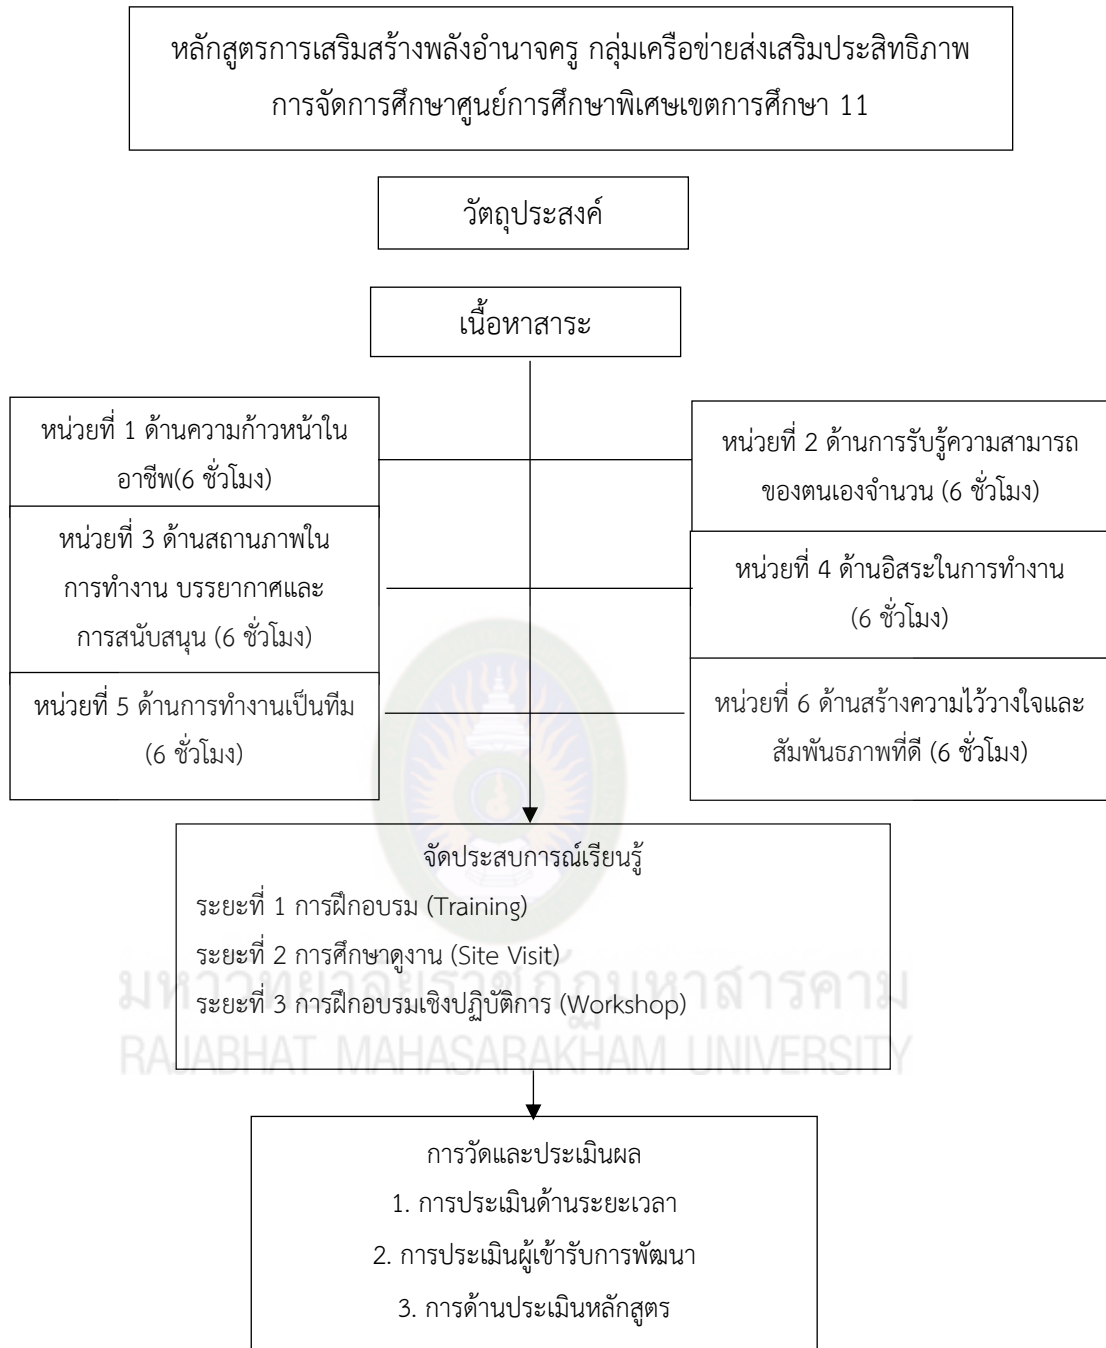 หลักสูตรการเสริมสร้างพลังอำนาจครู กลุ่มเครือข่ายส่งเสริมประสิทธิภาพ
การจัดการศึกษาศูนย์การศึกษาพิเศษเขตการศึกษา 11
วัตถุประสงค์
เนื้อหาสาระ
หน่วยที่ 1 ด้านความก้าวหน้าใน
อาชีพ(6 ชั่วโมง)
หน่วยที่ 2 ด้านการรับรู้ความสามารถ
ของตนเองจำนวน (6 ชั่วโมง)
หน่วยที่ 3 ด้านสถานภาพใน
การทำงาน บรรยากาศและ
การสนับสนุน (6 ชั่วโมง)
หน่วยที่ 4 ด้านอิสระในการทำงาน
(6 ชั่วโมง)
หน่วยที่ 5 ด้านการทำงานเป็นทีม
(6 ชั่วโมง)
หน่วยที่ 6 ด้านสร้างความไว้วางใจและ
สัมพันธภาพที่ดี (6 ชั่วโมง)
จัดประสบการณ์เรียนรู้
ระยะที่ 1 การฝึกอบรม (Training)
ระยะที่ 2 การศึกษาดูงาน (Site Visit)
มหาวิทยาลัยราชภัฏมหาสารคาม
ระยะที่ 3 การฝึกอบรมเชิงปฏิบัติการ (Workshop)
RAJABHAT MAHASARAKHAM UNIVERSITY
การวัดและประเมินผล
1. การประเมินด้านระยะเวลา
2. การประเมินผู้เข้ารับการพัฒนา
3. การด้านประเมินหลักสูตร